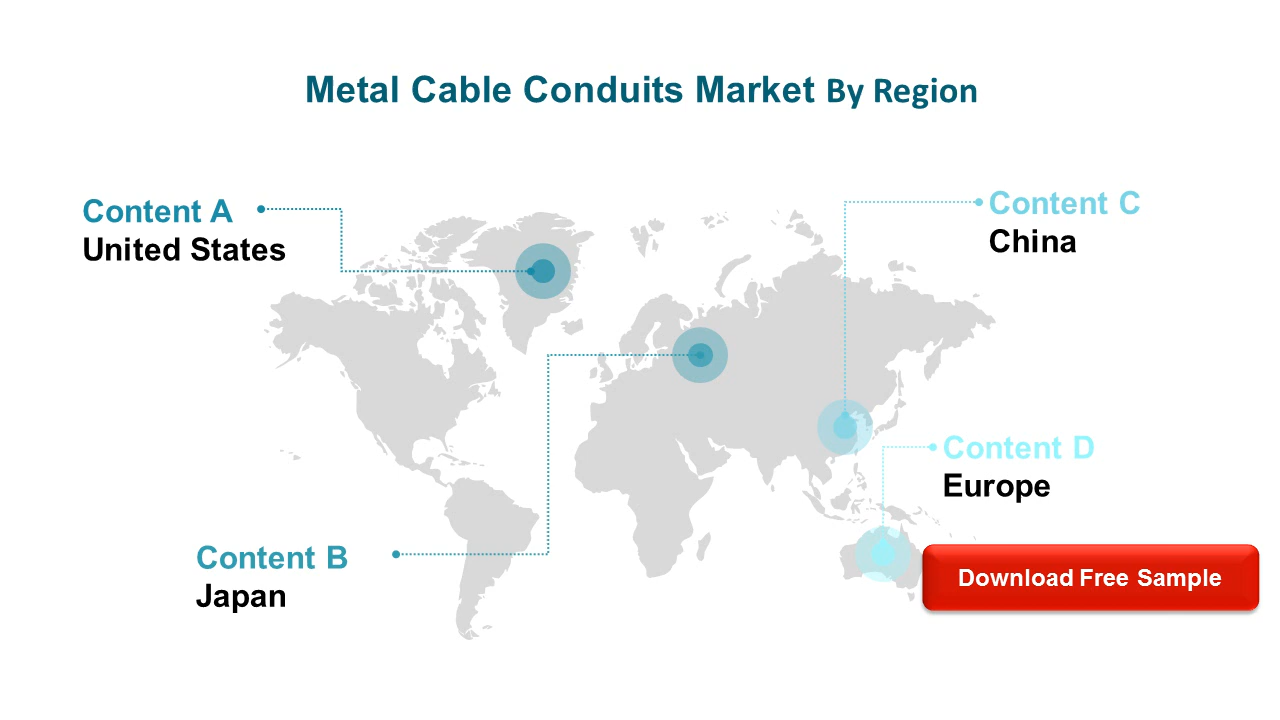 Metal Cable Conduits Market By Region
Content A
United States
Content C
China
Content D
Europe
Content B
Japan
Download Free Sample